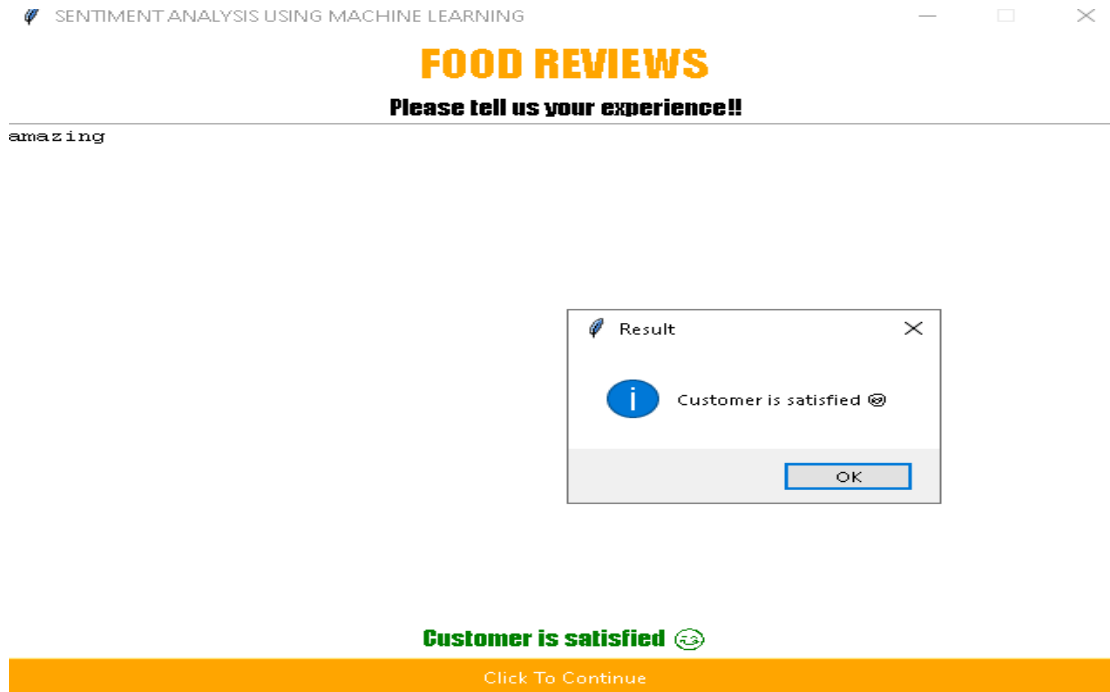 SENTIMENT ANALYSIS USING MACHINE LEARNING
FOOD REVIEWS
Please tell us your experience!!
amazing
Result
Customer is satisfied 😊
OK
Customer is satisfied 😊
Click To Continue